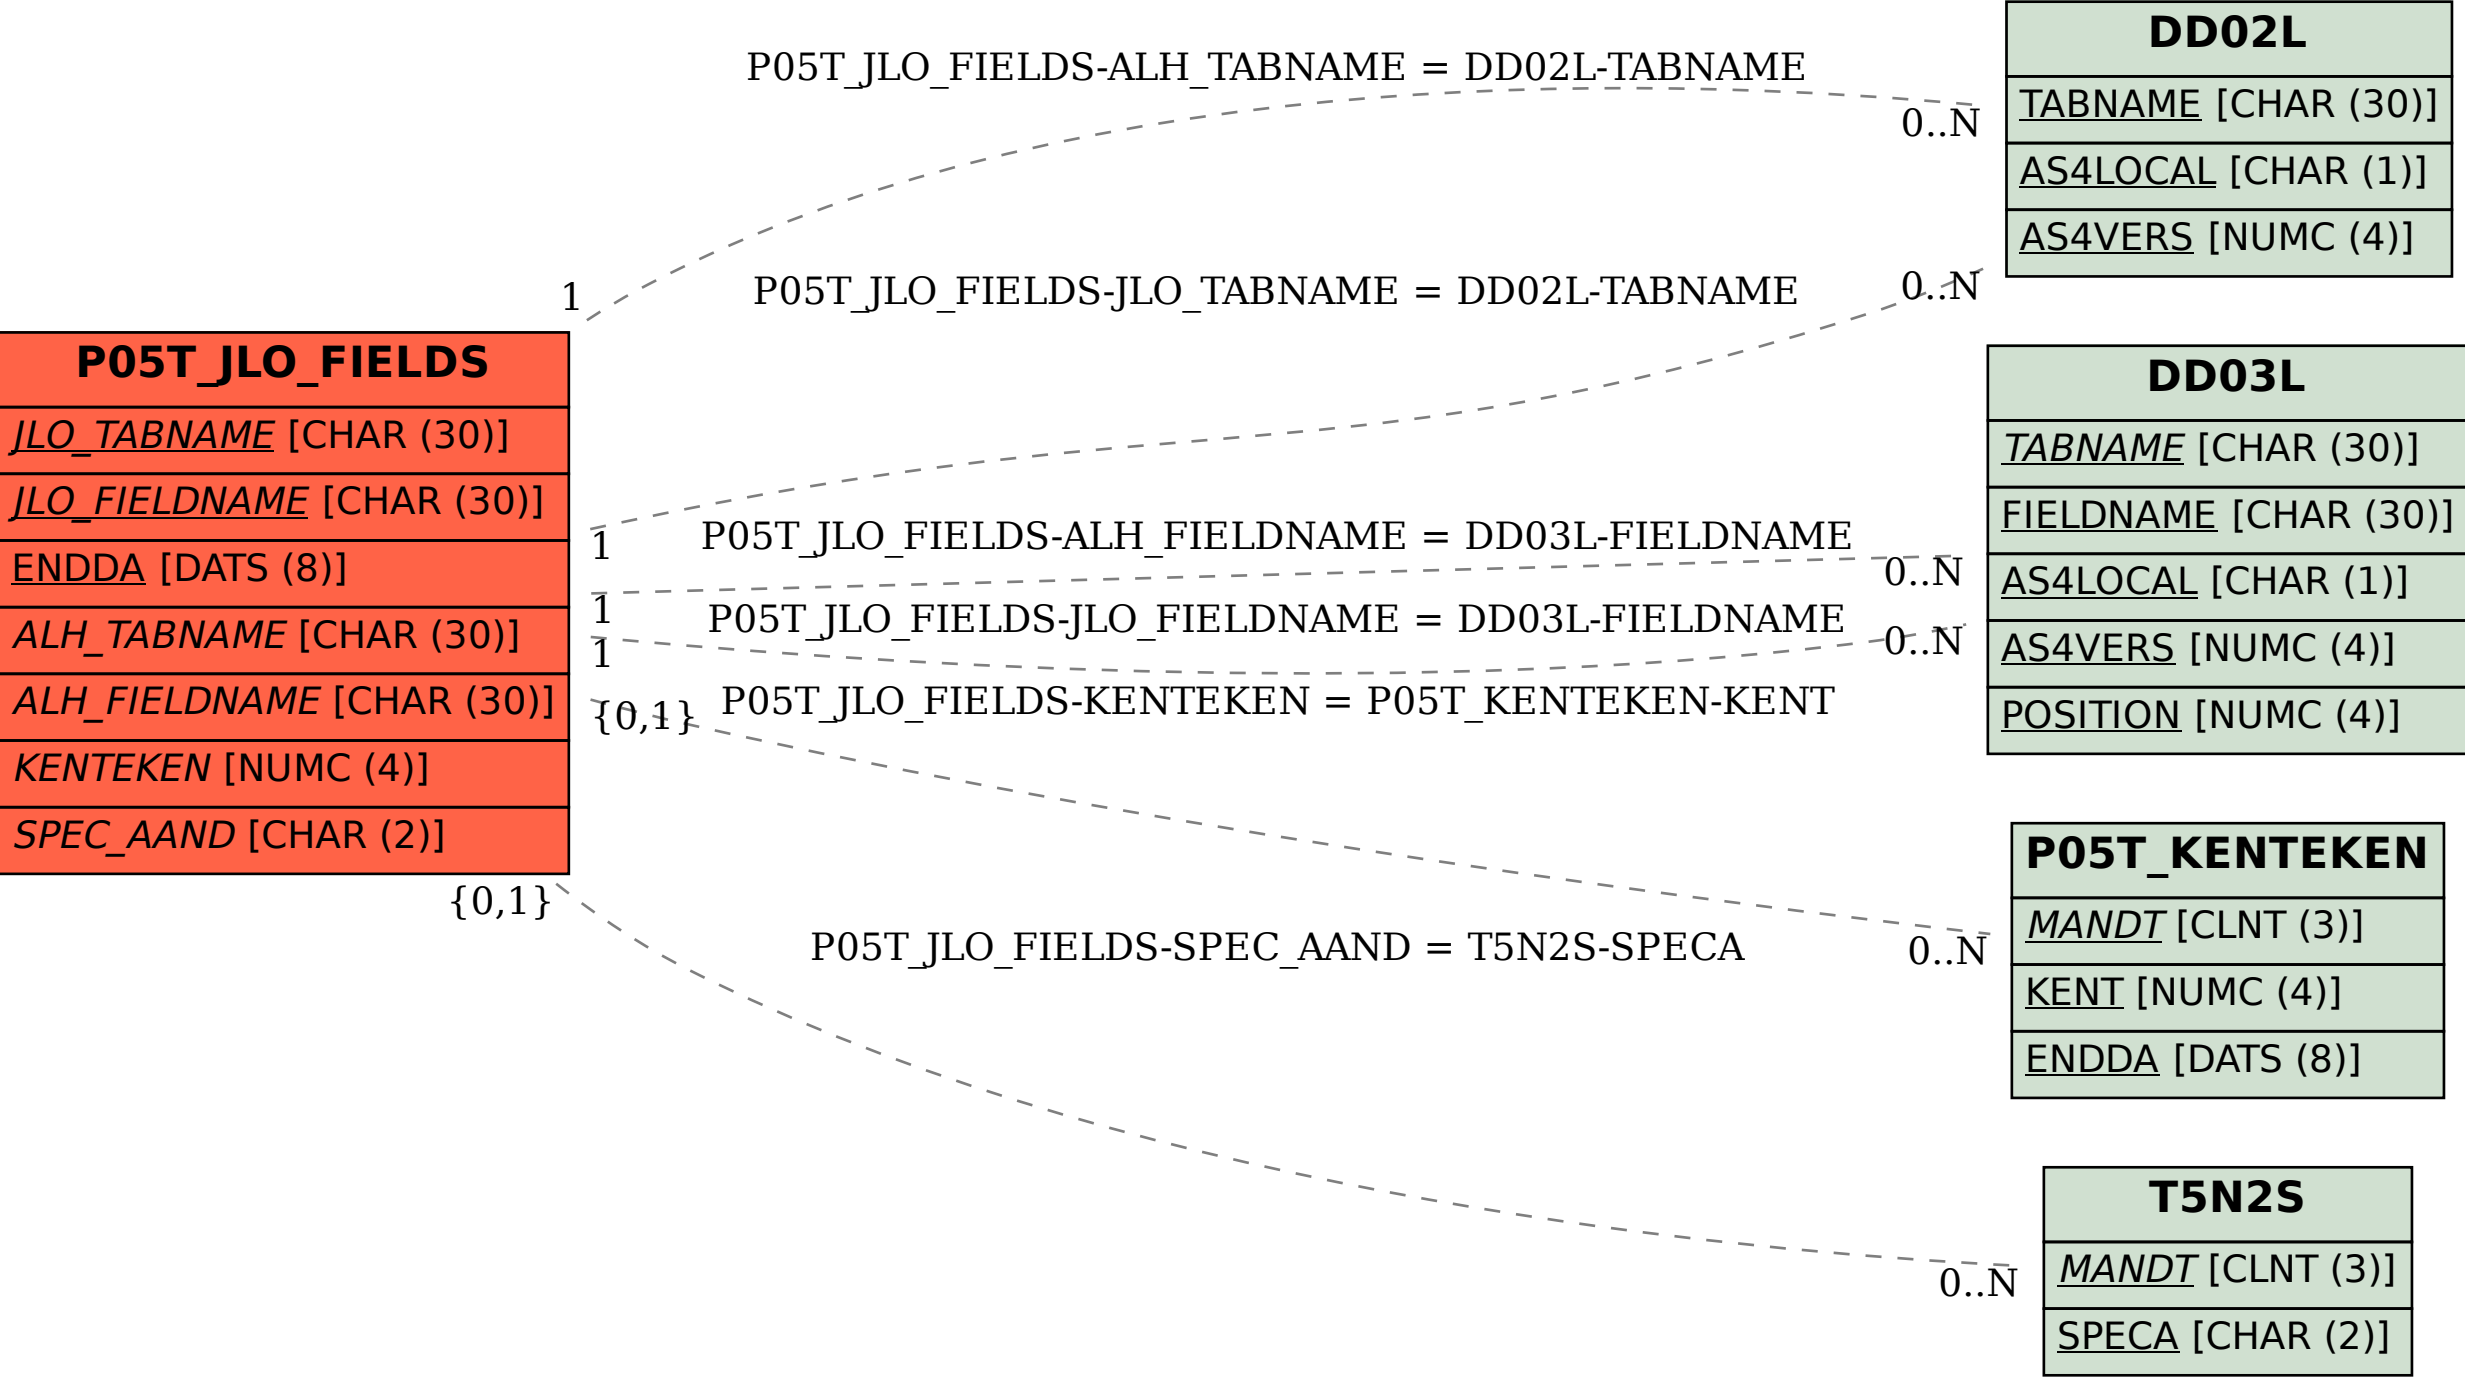 P05T_JLO_FIELDS
JLO_TABNAME [CHAR (30)]
JLO_FIELDNAME [CHAR (30)]
ENDDA [DATS (8)]
ALH_TABNAME [CHAR (30)]
ALH_FIELDNAME [CHAR (30)]
KENTEKEN [NUMC (4)]
SPEC_AAND [CHAR (2)]
P05T_JLO_FIELDS-ALH_TABNAME = DD02L-TABNAME
1
0..N
P05T_JLO_FIELDS-JLO_TABNAME = DD02L-TABNAME
1
0..N
P05T_JLO_FIELDS-ALH_FIELDNAME = DD03L-FIELDNAME
1
0..N
P05T_JLO_FIELDS-JLO_FIELDNAME = DD03L-FIELDNAME
1
0..N
P05T_JLO_FIELDS-KENTEKEN = P05T_KENTEKEN-KENT
{0,1}
0..N
P05T_JLO_FIELDS-SPEC_AAND = T5N2S-SPECA
{0,1}
0..N
DD02L
TABNAME [CHAR (30)]
AS4LOCAL [CHAR (1)]
AS4VERS [NUMC (4)]
DD03L
TABNAME [CHAR (30)]
FIELDNAME [CHAR (30)]
AS4LOCAL [CHAR (1)]
AS4VERS [NUMC (4)]
POSITION [NUMC (4)]
P05T_KENTEKEN
MANDT [CLNT (3)]
KENT [NUMC (4)]
ENDDA [DATS (8)]
T5N2S
MANDT [CLNT (3)]
SPECA [CHAR (2)]